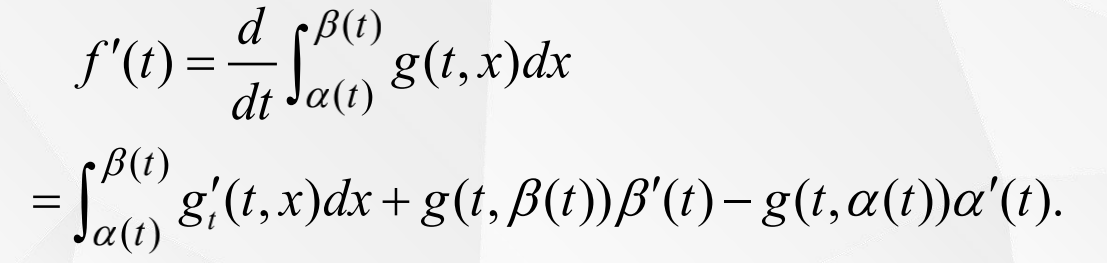 f′(t) = d/dt ∫_{α(t)}^{β(t)} g(t, x)dx
= ∫_{α(t)}^{β(t)} g′_t(t, x)dx + g(t, β(t))β′(t) − g(t, α(t))α′(t).